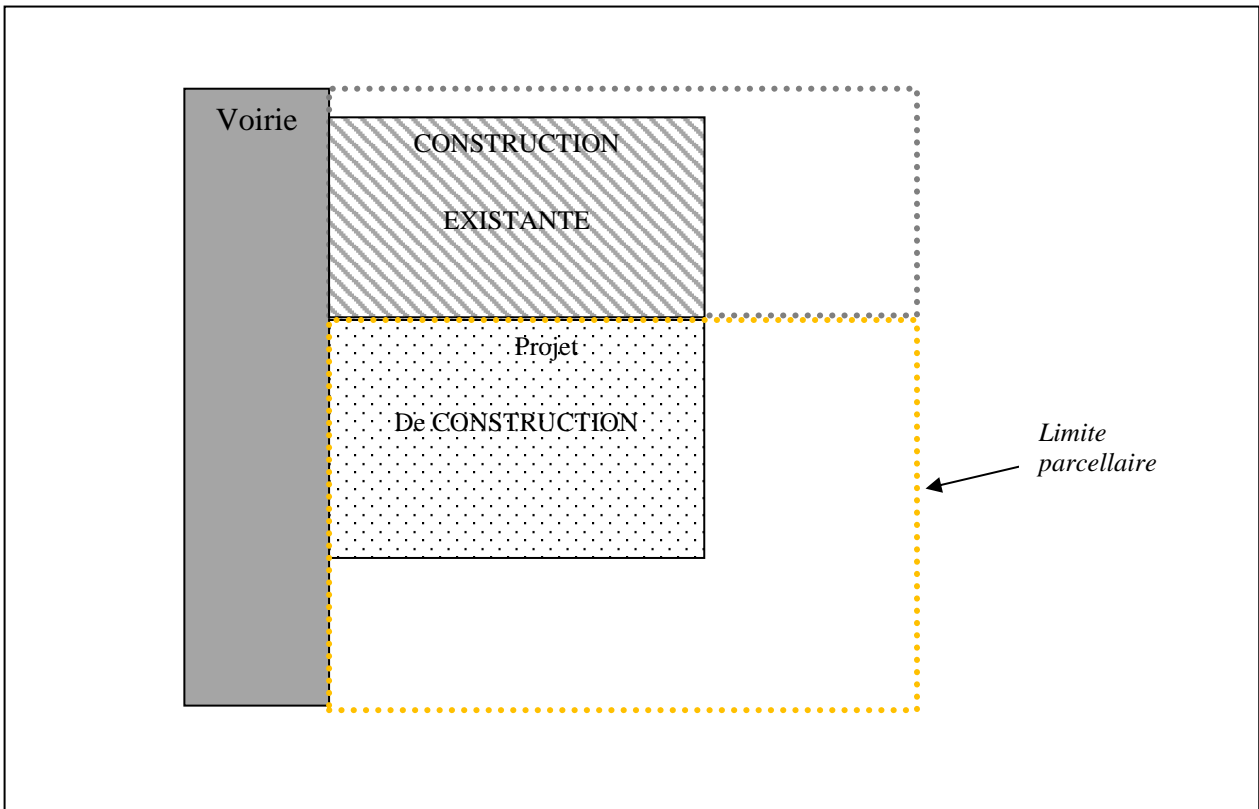 Voirie
CONSTRUCTION
EXISTANTE
Projet
De CONSTRUCTION
Limite
parcellaire